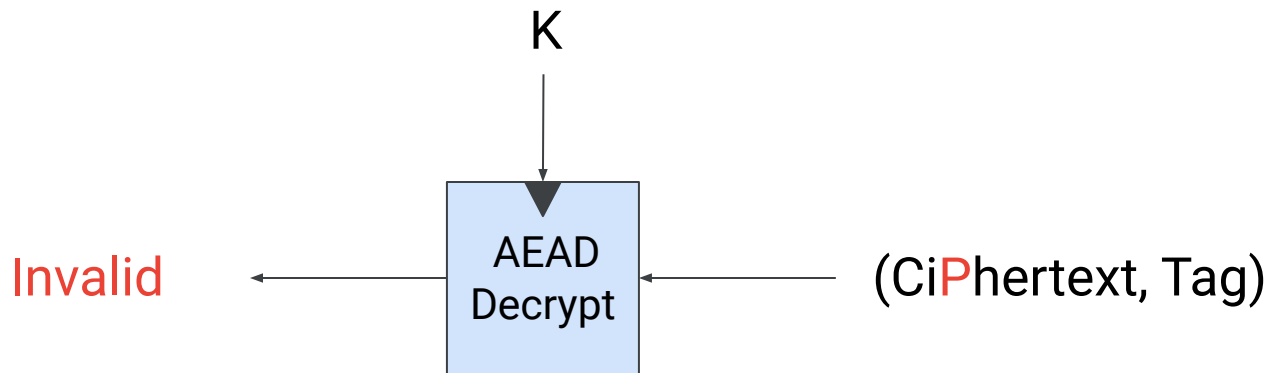 K
AEAD
Decrypt
Invalid
(CiPhertext, Tag)